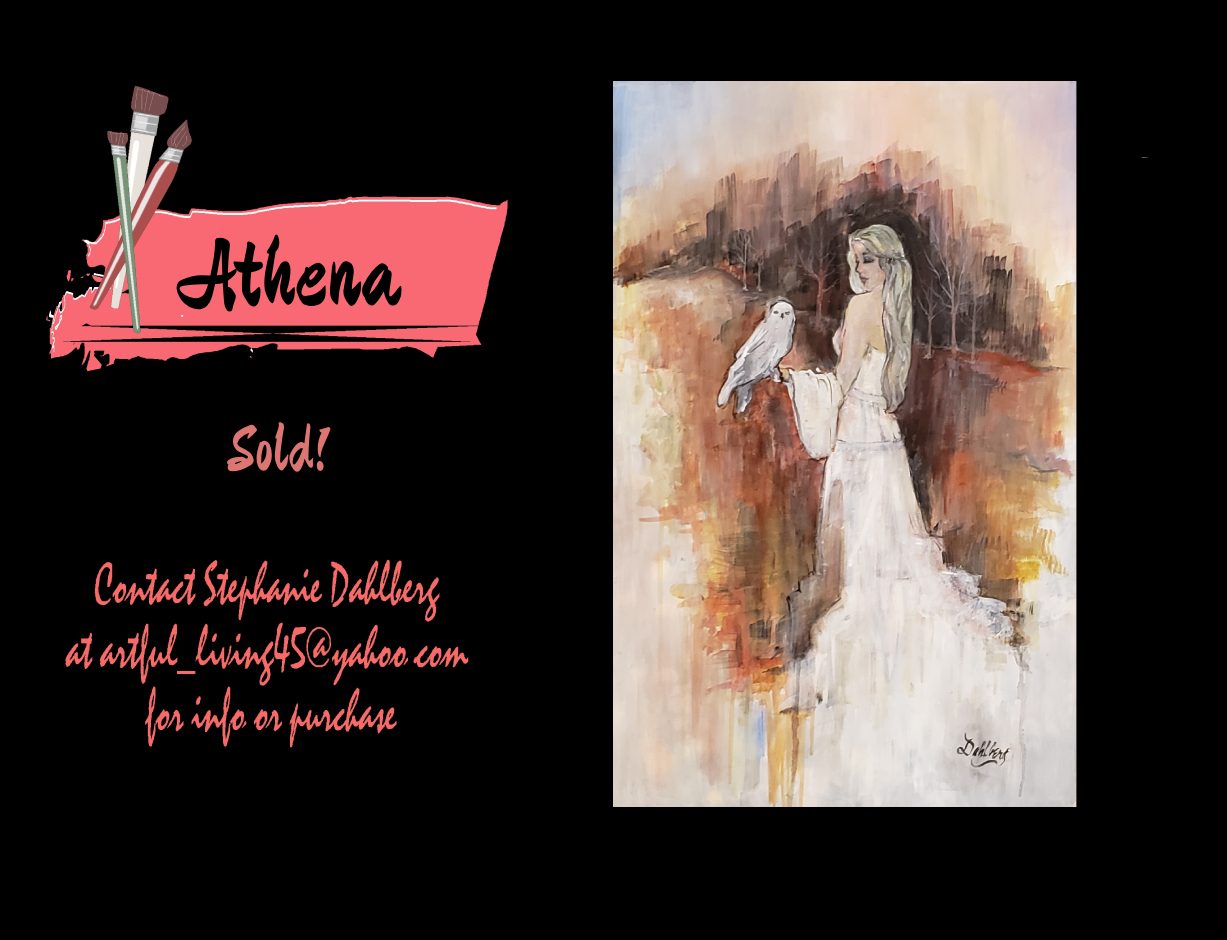 Athena
Sold!
Contact Stephanie Dahlberg
at artful_living45@yahoo.com
for info or purchase
Dahlberg